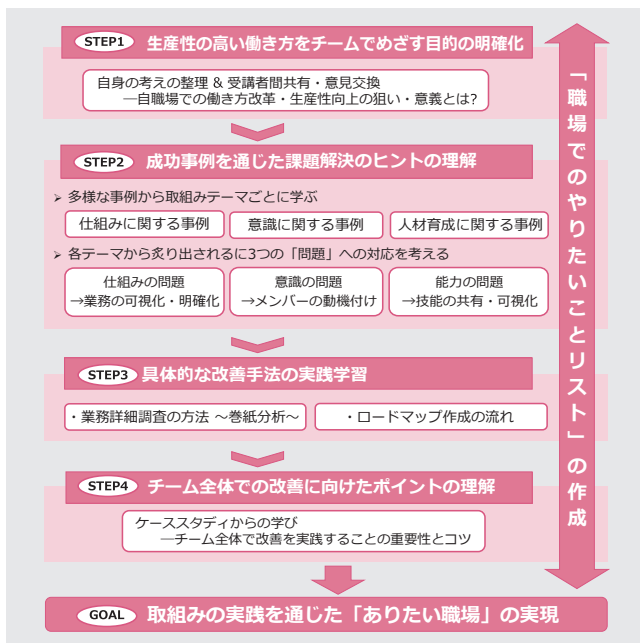 STEP1 生産性の高い働き方をチームでめざす目的の明確化
自身の考えの整理 & 受講者間共有・意見交換
―自職場での働き方改革・生産性向上の狙い・意義とは?
STEP2 成功事例を通じた課題解決のヒントの理解
➢ 多様な事例から取組みテーマごとに学ぶ
仕組みに関する事例 意識に関する事例 人材育成に関する事例
➢ 各テーマから炙り出されるに3つの「問題」への対応を考える
仕組みの問題 意識の問題 能力の問題
→業務の可視化・明確化 →メンバーの動機付け →技能の共有・可視化
STEP3 具体的な改善手法の実践学習
・業務詳細調査の方法 ~巻紙分析~ ・ロードマップ作成の流れ
STEP4 チーム全体での改善に向けたポイントの理解
ケーススタディからの学び
―チーム全体で改善を実践することの重要性とコツ
「職場でのやりたいことリスト」の作成
GOAL 取組みの実践を通じた「ありたい職場」の実現